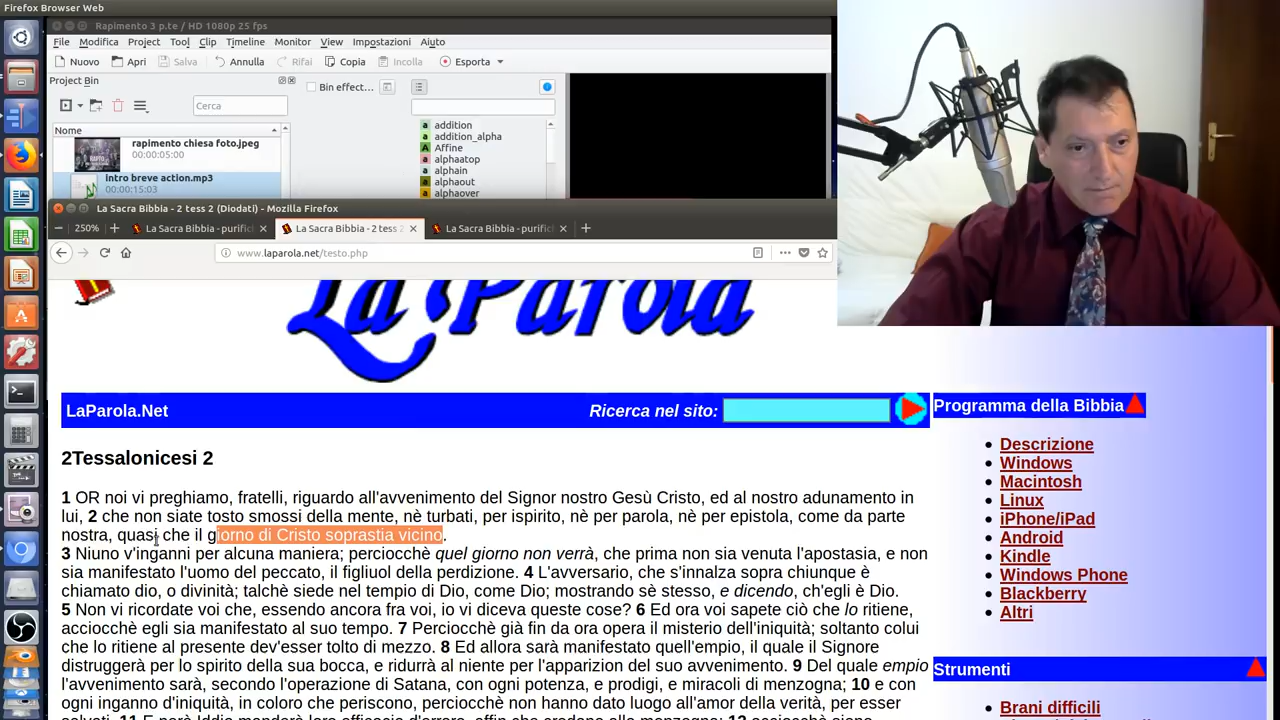 Firefox Browser Web
Rapimento 3 p.te / HD 1080p 25 fps
File Modifica Project Tool Clip Timeline Monitor View Impostazioni Aiuto
Nuovo Apri Salva Annulla Rifai Copia Incolla Esporta
Project Bin
Bin effect...
Cerca
Nome
rapimento chiesa foto.jpeg
00:00:05:00
intro breve action.mp3
00:00:15:03
addition
addition_alpha
Affine
alphaatop
alphain
alphaout
alphaover
La Sacra Bibbia - 2 tess 2 (Diodati) - Mozilla Firefox
250%
La Sacra Bibbia - purific
La Sacra Bibbia - 2 tess 2
La Sacra Bibbia - purific
www.laparola.net/testo.php
La Parola
LaParola.Net
Ricerca nel sito:
Programma della Bibbia
Descrizione
Windows
Macintosh
Linux
iPhone/iPad
Android
Kindle
Windows Phone
Blackberry
Altri
Strumenti
Brani difficili
2Tessalonicesi 2
1 OR noi vi preghiamo, fratelli, riguardo all'avvenimento del Signor nostro Gesù Cristo, ed al nostro adunamento in
lui, 2 che non siate tosto smossi della mente, nè turbati, per ispirito, nè per parola, nè per epistola, come da parte
nostra, quasi che il giorno di Cristo soprastia vicino.
3 Niuno v'inganni per alcuna maniera; perciocchè quel giorno non verrà, che prima non sia venuta l'apostasia, e non
sia manifestato l'uomo del peccato, il figliuol della perdizione. 4 L'avversario, che s'innalza sopra chiunque è
chiamato dio, o divinità; talchè siede nel tempio di Dio, come Dio; mostrando sè stesso, e dicendo, ch'egli è Dio.
5 Non vi ricordate voi che, essendo ancora fra voi, io vi diceva queste cose? 6 Ed ora voi sapete ciò che lo ritiene,
acciocchè egli sia manifestato al suo tempo. 7 Perciocchè già fin da ora opera il misterio dell'iniquità; soltanto colui
che lo ritiene al presente dev'esser tolto di mezzo. 8 Ed allora sarà manifestato quell'empio, il quale il Signore
distruggerà per lo spirito della sua bocca, e ridurrà al niente per l'apparizion del suo avvenimento. 9 Del quale empio
l'avvenimento sarà, secondo l'operazione di Satana, con ogni potenza, e prodigi, e miracoli di menzogna; 10 e con
ogni inganno d'iniquità, in coloro che periscono, perciocchè non hanno dato luogo all'amor della verità, per